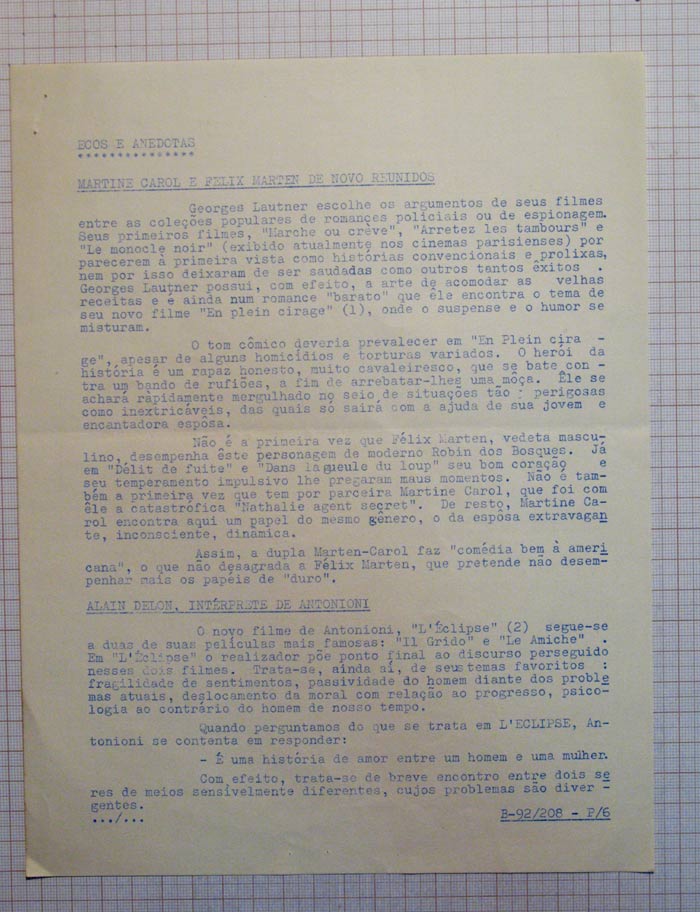 ECOS E ANEDOTAS
***************
MARTINE CAROL E FELIX MARTEN DE NOVO REUNIDOS
Georges Lautner escolhe os argumentos de seus filmes
entre as coleções populares de romances policiais ou de espionagem.
Seus primeiros filmes, "Marche ou crève", "Arretez les tambours" e
"Le monocle noir" (exibido atualmente nos cinemas parisienses) por
parecerem à primeira vista como histórias convencionais e prolixas,
nem por isso deixaram de ser saudadas como outros tantos êxitos .
Georges Lautner possui, com efeito, a arte de acomodar as velhas
receitas e é ainda num romance "barato" que êle encontra o tema de
seu novo filme "En plein cirage" (1), onde o suspense e o humor se
misturam.
O tom cômico deveria prevalecer em "En Plein cira -
ge", apesar de alguns homicídios e torturas variados. O herói da
história é um rapaz honesto, muito cavaleiresco, que se bate con -
tra um bando de rufiões, a fim de arrebatar-lhes uma môça. Êle se
achará ràpidamente mergulhado no seio de situações tão : perigosas
como inextricáveis, das quais só sairá com a ajuda de sua jovem e
encantadora espôsa.
Não é a primeira vez que Félix Marten, vedeta mascu-
lino, desempenha êste personagem de moderno Robin dos Bosques. Já
em "Délit de fuite" e "Dans la gueule du loup" seu bom coração e
seu temperamento impulsivo lhe pregaram maus momentos. Não é tam-
bém a primeira vez que tem por parceira Martine Carol, que foi com
êle a catastrófica "Nathalie agent secret". De resto, Martine Ca-
rol encontra aqui um papel do mesmo gênero, o da espôsa extravagan
te, inconsciente, dinâmica.
Assim, a dupla Marten-Carol faz "comédia bem à ameri
cana", o que não desagrada a Félix Marten, que pretende não desem-
penhar mais os papéis de "duro".
ALAIN DELON, INTÉRPRETE DE ANTONIONI
O novo filme de Antonioni, "L'Éclipse" (2) segue-se
a duas de suas películas mais famosas: "Il Grido" e "Le Amiche" .
Em "L'Éclipse" o realizador põe ponto final ao discurso perseguido
nesses dois filmes. Trata-se, ainda aí, de seus temas favoritos :
fragilidade de sentimentos, passividade do homem diante dos proble
mas atuais, deslocamento da moral com relação ao progresso, psico-
logia ao contrário do homem de nosso tempo.
Quando perguntamos do que se trata em L'ECLIPSE, An-
tonioni se contenta em responder:
- É uma história de amor entre um homem e uma mulher.
Com efeito, trata-se de breve encontro entre dois se
res de meios sensivelmente diferentes, cujos problemas são diver -
gentes.
.../...
B-92/208 - P/6